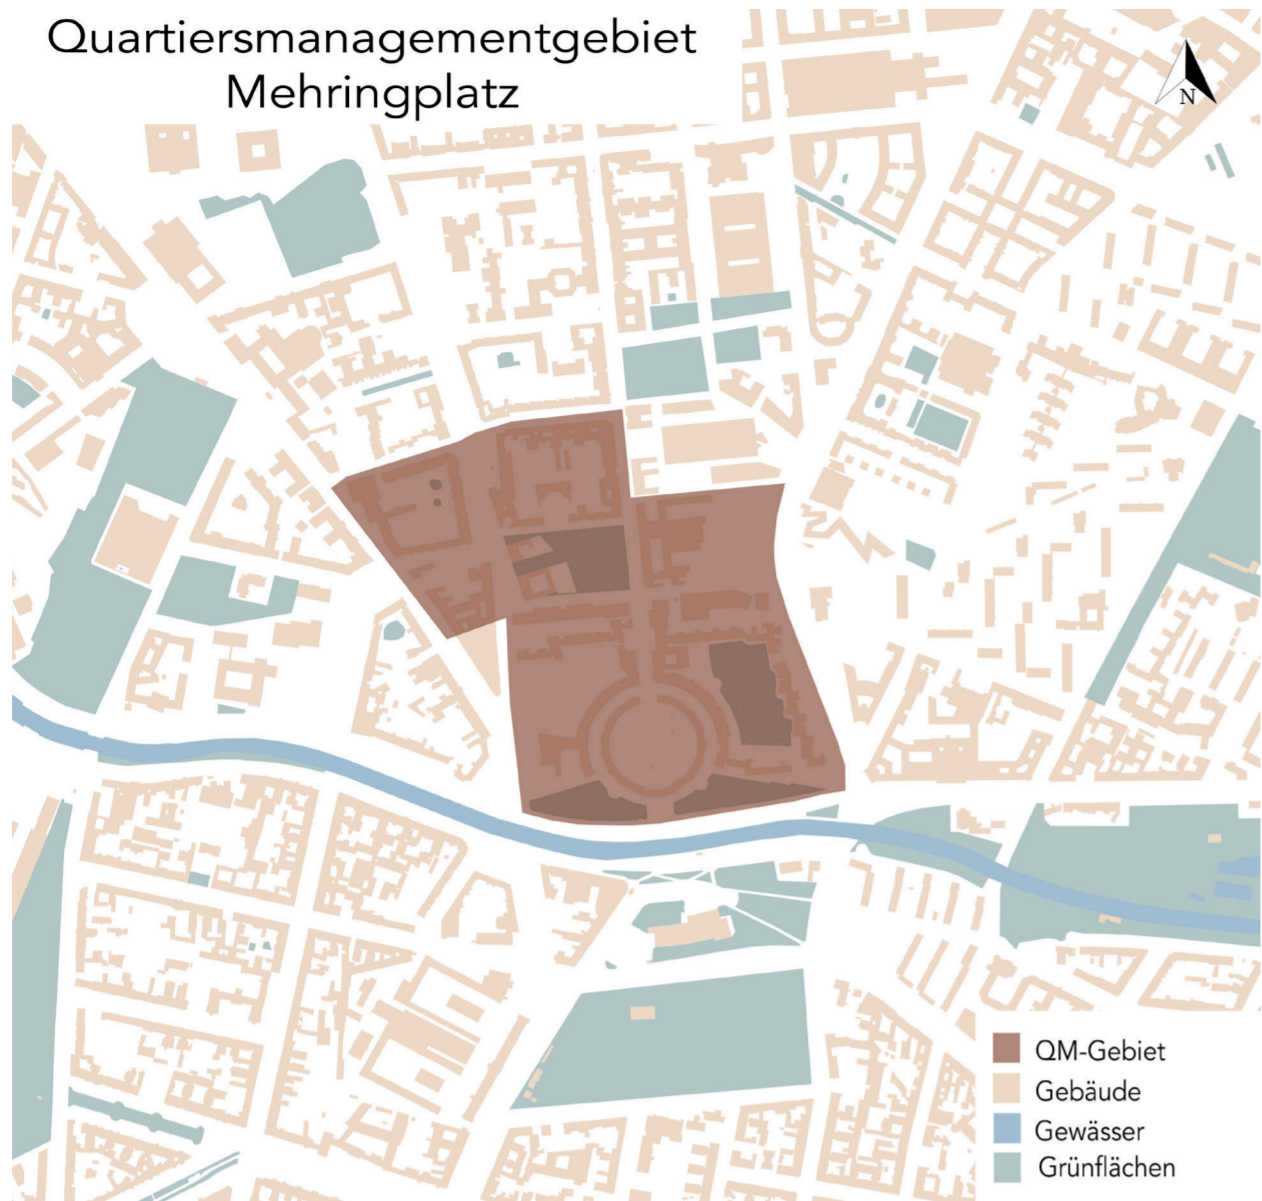 Quartiersmanagementgebiet
Mehringplatz
N
QM-Gebiet
Gebäude
Gewässer
Grünflächen